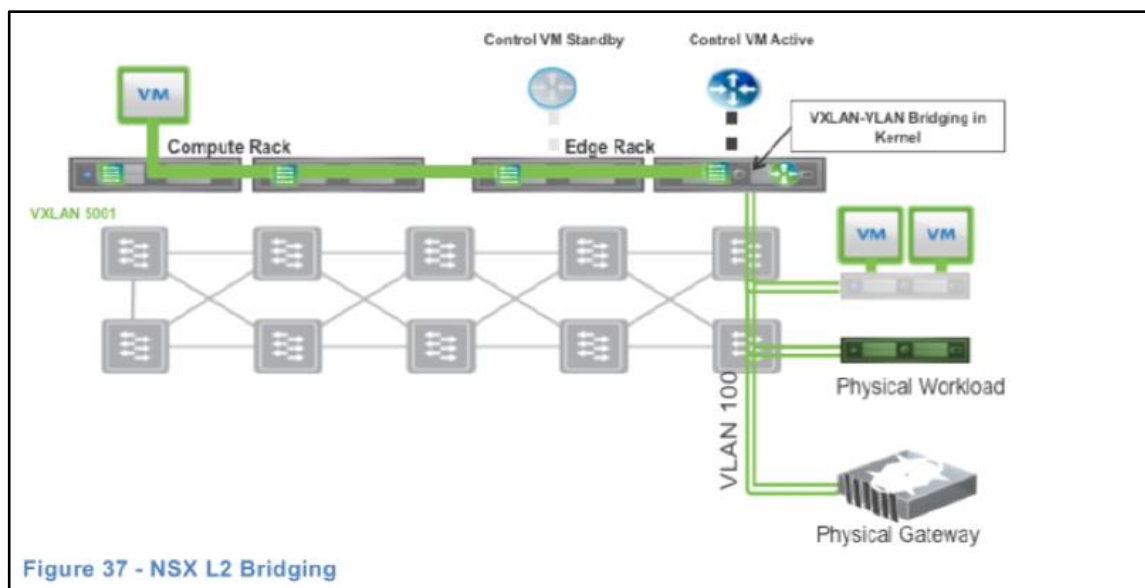 Control VM Standby
Control VM Active
VM
VXLAN-VLAN Bridging in
Kernel
Compute Rack
Edge Rack
VXLAN 5001
VM
VM
VLAN 100
Physical Workload
Physical Gateway
Figure 37 - NSX L2 Bridging